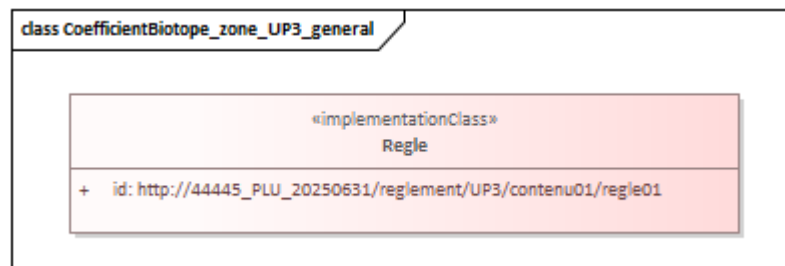 class CoefficientBiotope_zone_UP3_general
«implementationClass»
Regle
+ id: http://44445_PLU_20250631/reglement/UP3/contenu01/regle01